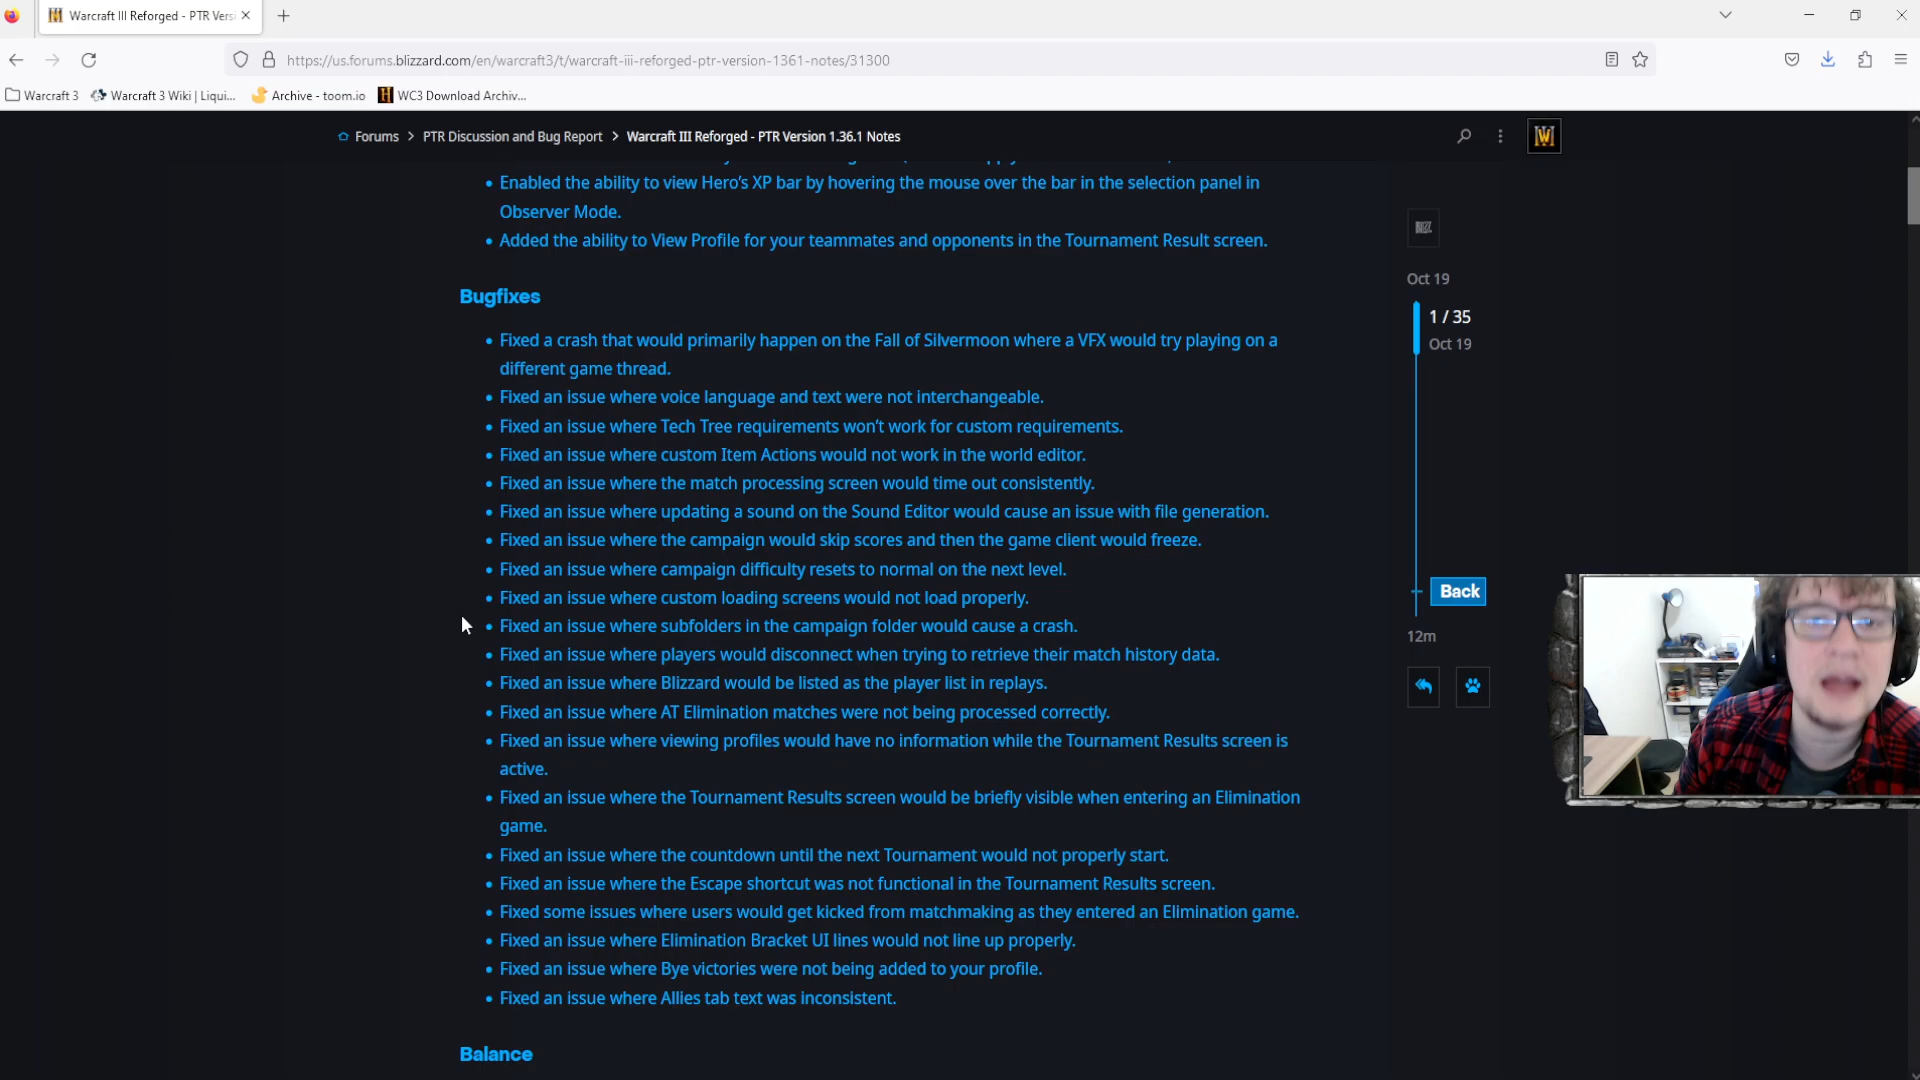 Warcraft III Reforged - PTR Versi
https://us.forums.blizzard.com/en/warcraft3/t/warcraft-iii-reforged-ptr-version-1361-notes/31300
Warcraft 3 Warcraft 3 Wiki | Liqui... Archive - toom.io WC3 Download Archiv...
Forums > PTR Discussion and Bug Report > Warcraft III Reforged - PTR Version 1.36.1 Notes
• Enabled the ability to view Hero's XP bar by hovering the mouse over the bar in the selection panel in
Observer Mode.
• Added the ability to View Profile for your teammates and opponents in the Tournament Result screen.
Bugfixes
• Fixed a crash that would primarily happen on the Fall of Silvermoon where a VFX would try playing on a
different game thread.
• Fixed an issue where voice language and text were not interchangeable.
• Fixed an issue where Tech Tree requirements won't work for custom requirements.
• Fixed an issue where custom Item Actions would not work in the world editor.
• Fixed an issue where the match processing screen would time out consistently.
• Fixed an issue where updating a sound on the Sound Editor would cause an issue with file generation.
• Fixed an issue where the campaign would skip scores and then the game client would freeze.
• Fixed an issue where campaign difficulty resets to normal on the next level.
• Fixed an issue where custom loading screens would not load properly.
• Fixed an issue where subfolders in the campaign folder would cause a crash.
• Fixed an issue where players would disconnect when trying to retrieve their match history data.
• Fixed an issue where Blizzard would be listed as the player list in replays.
• Fixed an issue where AT Elimination matches were not being processed correctly.
• Fixed an issue where viewing profiles would have no information while the Tournament Results screen is
active.
• Fixed an issue where the Tournament Results screen would be briefly visible when entering an Elimination
game.
• Fixed an issue where the countdown until the next Tournament would not properly start.
• Fixed an issue where the Escape shortcut was not functional in the Tournament Results screen.
• Fixed some issues where users would get kicked from matchmaking as they entered an Elimination game.
• Fixed an issue where Elimination Bracket UI lines would not line up properly.
• Fixed an issue where Bye victories were not being added to your profile.
• Fixed an issue where Allies tab text was inconsistent.
Balance
Oct 19
1 / 35
Oct 19
Back
12m